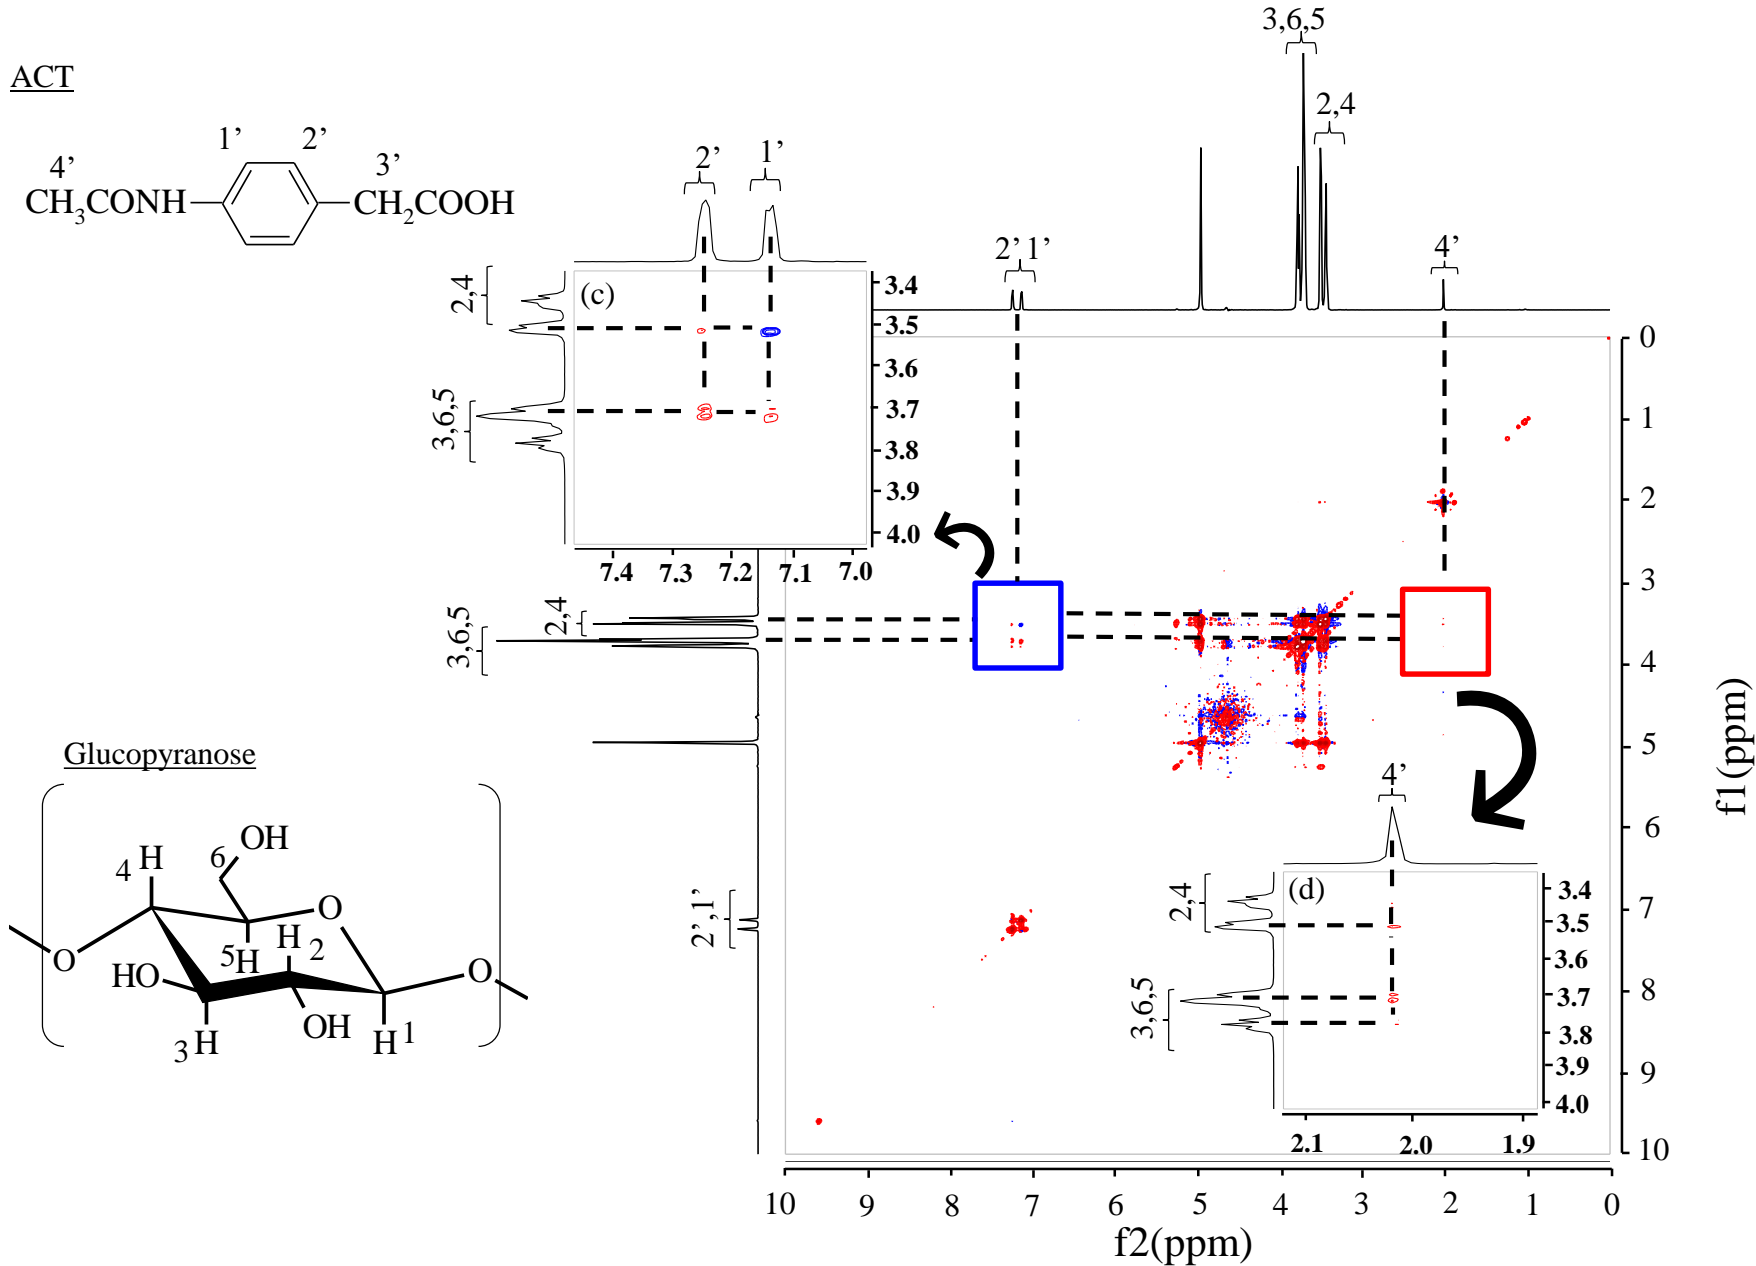 ACT
4’ 1’ 2’ 3’
CH3CONH CH2COOH
3,6,5
2,4
2’ 1’
4’
2’ 1’
(c)
2,4
3,6,5
3.4
3.5
3.6
3.7
3.8
3.9
4.0
7.4 7.3 7.2 7.1 7.0
2,4
3,6,5
2’,1’
0
1
2
3
4
5
6
7
8
9
10
f1(ppm)
Glucopyranose
OH
6
4 H
O
5 H
H 2
O
HO
O
OH
H 1
3 H
4’
(d)
2,4
3,6,5
3.4
3.5
3.6
3.7
3.8
3.9
4.0
2.1 2.0 1.9
10 9 8 7 6 5 4 3 2 1 0
f2(ppm)